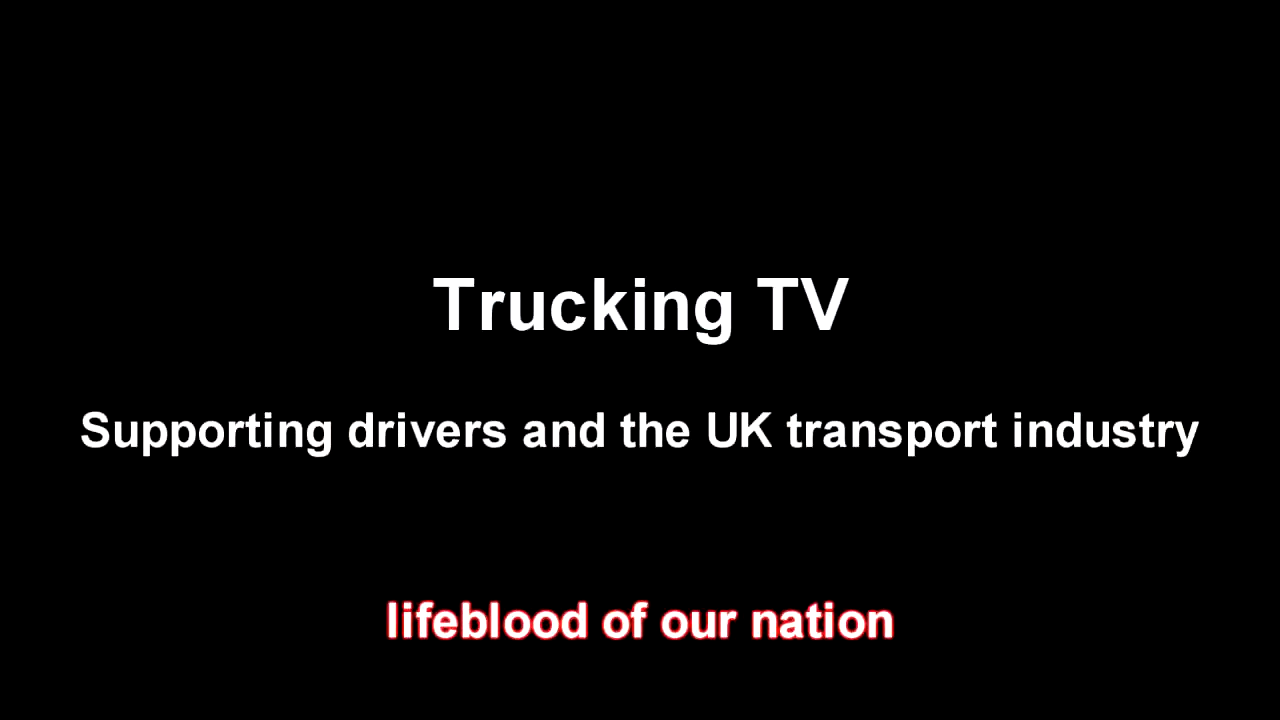 Trucking TV
Supporting drivers and the UK transport industry
lifeblood of our nation